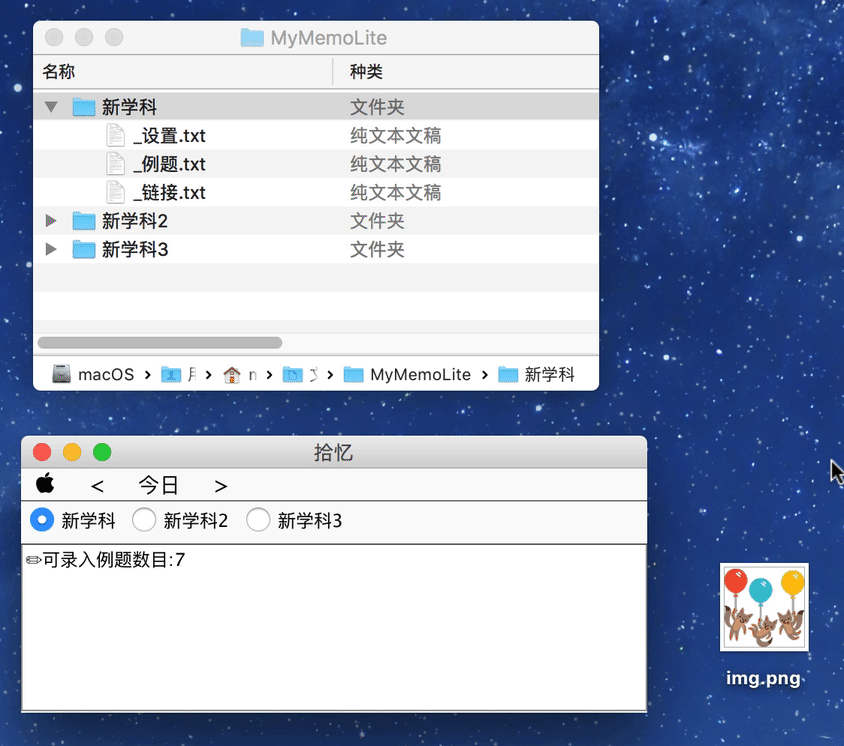 MyMemoLite
名称 种类
新学科 文件夹
_设置.txt 纯文本文稿
_例题.txt 纯文本文稿
_链接.txt 纯文本文稿
新学科2 文件夹
新学科3 文件夹
macOS › › › › MyMemoLite › 新学科
拾忆
< 今日 >
新学科 新学科2 新学科3
✏可录入例题数目:7
img.png